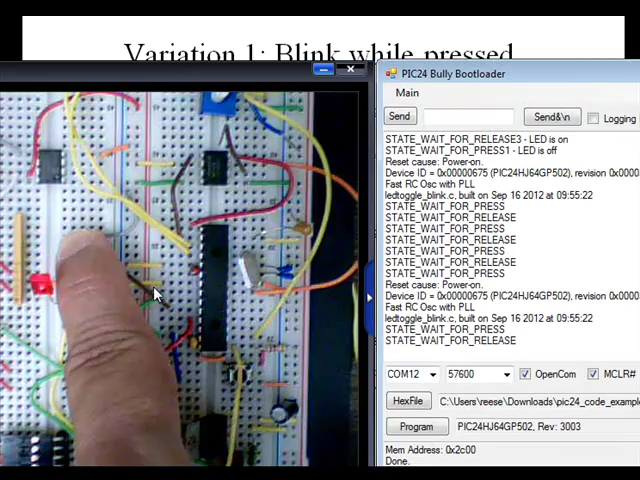 Variation 1: Blink while pressed
PIC24 Bully Bootloader
Main
Send
Send&\n
Logging
STATE_WAIT_FOR_RELEASE3 - LED is on
STATE_WAIT_FOR_PRESS1 - LED is off
Reset cause: Power-on.
Device ID = 0x00000675 (PIC24HJ64GP502), revision 0x0000
Fast RC Osc with PLL
ledtoggle_blink.c, built on Sep 16 2012 at 09:55:22
STATE_WAIT_FOR_PRESS
STATE_WAIT_FOR_RELEASE
STATE_WAIT_FOR_PRESS
STATE_WAIT_FOR_RELEASE
STATE_WAIT_FOR_PRESS
STATE_WAIT_FOR_RELEASE
STATE_WAIT_FOR_PRESS
Reset cause: Power-on.
Device ID = 0x00000675 (PIC24HJ64GP502), revision 0x0000
Fast RC Osc with PLL
ledtoggle_blink.c, built on Sep 16 2012 at 09:55:22
STATE_WAIT_FOR_PRESS
STATE_WAIT_FOR_RELEASE
COM12
57600
OpenCom
MCLR#
HexFile
C:\Users\reese\Downloads\pic24_code_example
Program
PIC24HJ64GP502, Rev: 3003
Mem Address: 0x2c00
Done.